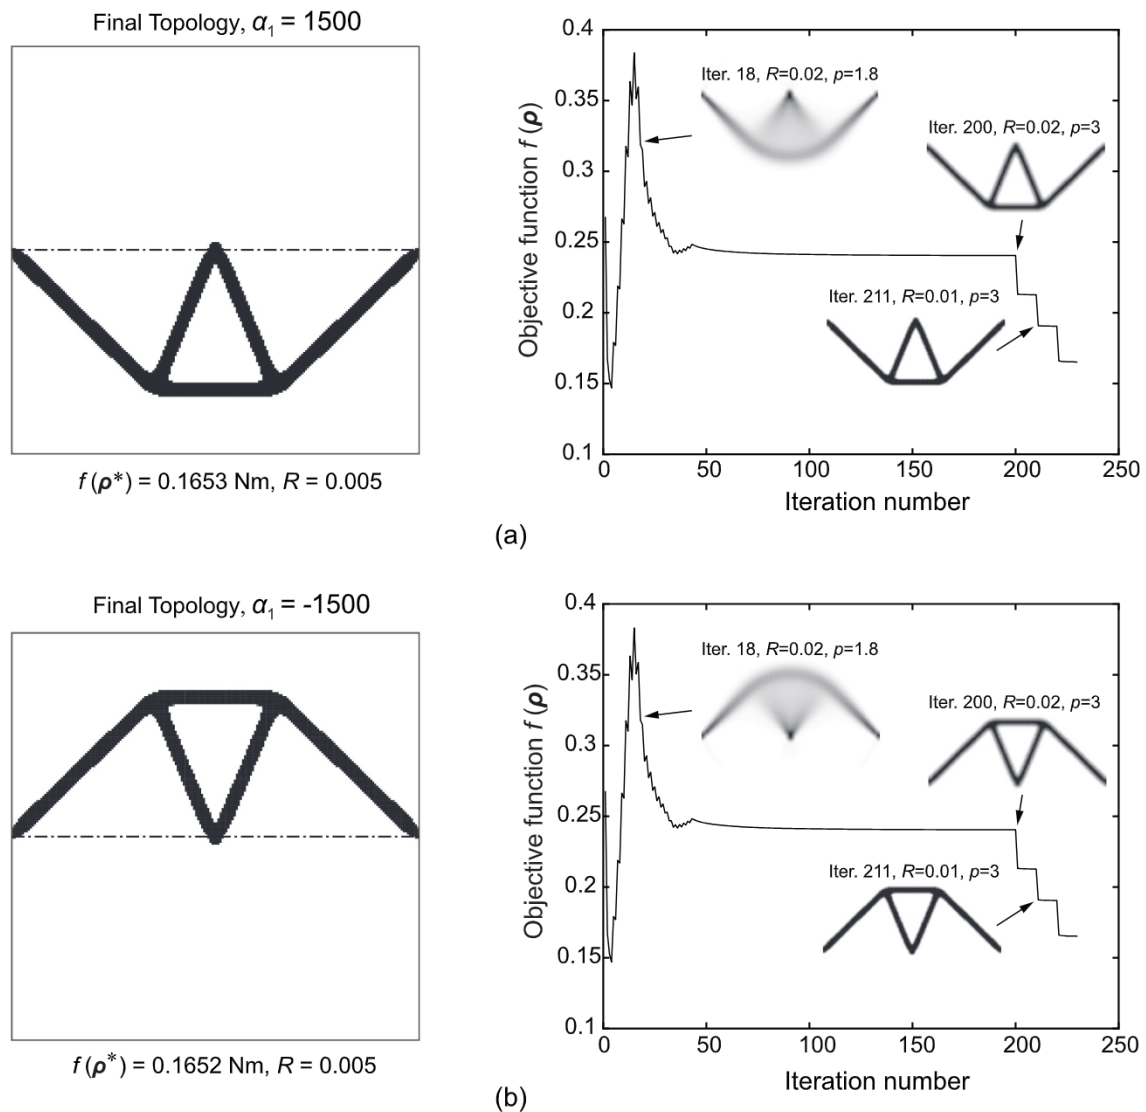 Final Topology, α₁ = 1500
f (ρ*) = 0.1653 Nm, R = 0.005
Objective function f (ρ)
0.4
0.35
0.3
0.25
0.2
0.15
0.1
Iter. 18, R=0.02, p=1.8
Iter. 200, R=0.02, p=3
Iter. 211, R=0.01, p=3
0 50 100 150 200 250
Iteration number
(a)
Final Topology, α₁ = -1500
f (ρ*) = 0.1652 Nm, R = 0.005
Objective function f (ρ)
0.4
0.35
0.3
0.25
0.2
0.15
0.1
Iter. 18, R=0.02, p=1.8
Iter. 200, R=0.02, p=3
Iter. 211, R=0.01, p=3
0 50 100 150 200 250
Iteration number
(b)